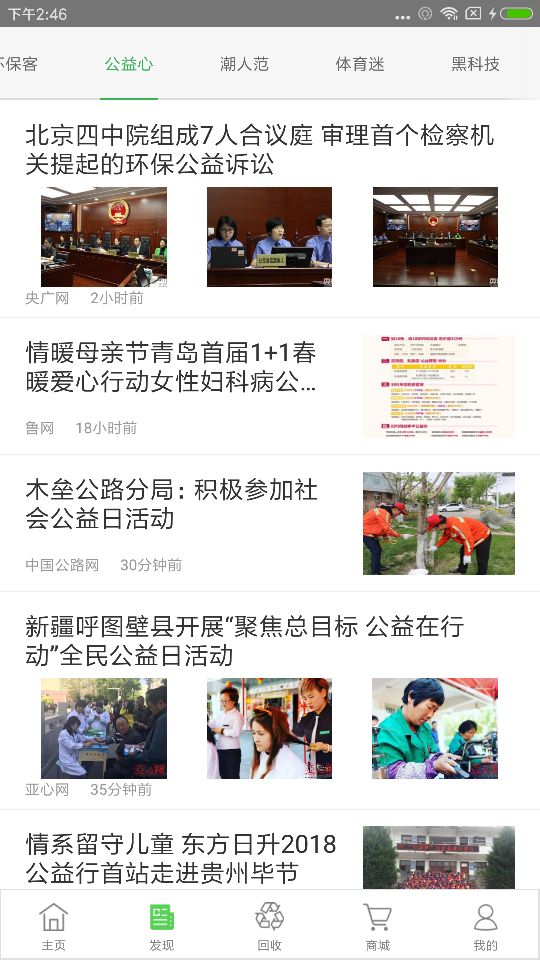 下午2:46
环保客 公益心 潮人范 体育迷 黑科技
北京四中院组成7人合议庭 审理首个检察机
关提起的环保公益诉讼
央广网 2小时前
情暖母亲节青岛首届1+1春
暖爱心行动女性妇科病公...
鲁网 18小时前
木垒公路分局：积极参加社
会公益日活动
中国公路网 30分钟前
新疆呼图壁县开展“聚焦总目标 公益在行
动”全民公益日活动
亚心网 35分钟前
情系留守儿童 东方日升2018
公益行首站走进贵州毕节
主页 发现 回收 商城 我的